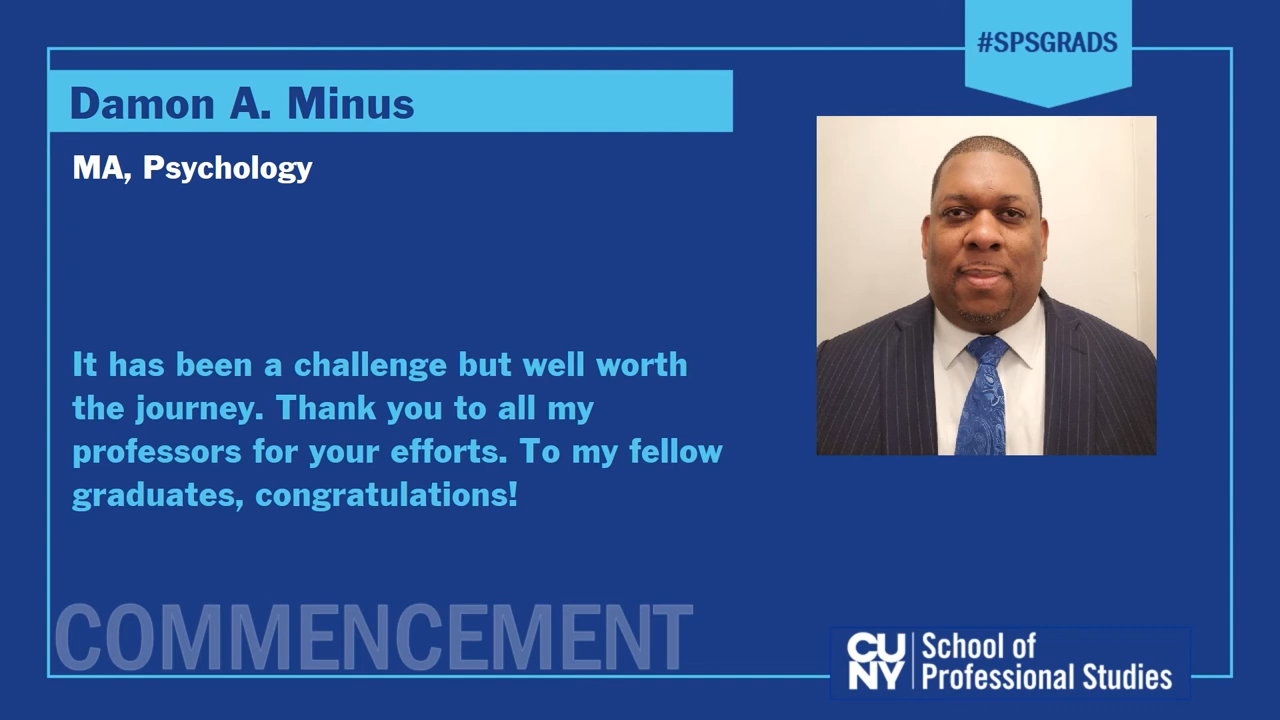 #SPSGRADS
Damon A. Minus
MA, Psychology
It has been a challenge but well worth
the journey. Thank you to all my
professors for your efforts. To my fellow
graduates, congratulations!
COMMENCEMENT
CU
NY
School of
Professional Studies